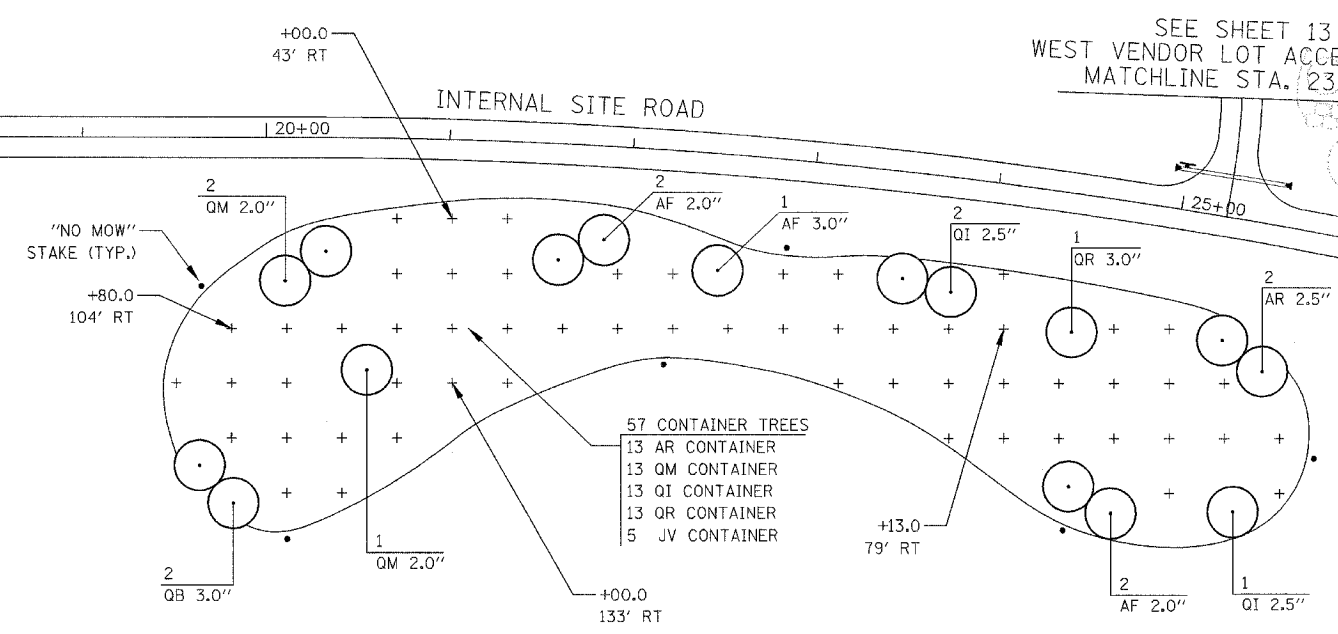 +00.0
43' RT
SEE SHEET 13
WEST VENDOR LOT
MATCHLINE STA. 23
INTERNAL SITE ROAD
20+00
25+00
2
QM 2.0"
2
AF 2.0"
1
AF 3.0"
2
QI 2.5"
1
QR 3.0"
2
AR 2.5"
"NO MOW"
STAKE (TYP.)
+80.0
104' RT
57 CONTAINER TREES
13 AR CONTAINER
13 QM CONTAINER
13 QI CONTAINER
13 QR CONTAINER
5 JV CONTAINER
+13.0
79' RT
2
QB 3.0"
1
QM 2.0"
+00.0
133' RT
2
AF 2.0"
1
QI 2.5"